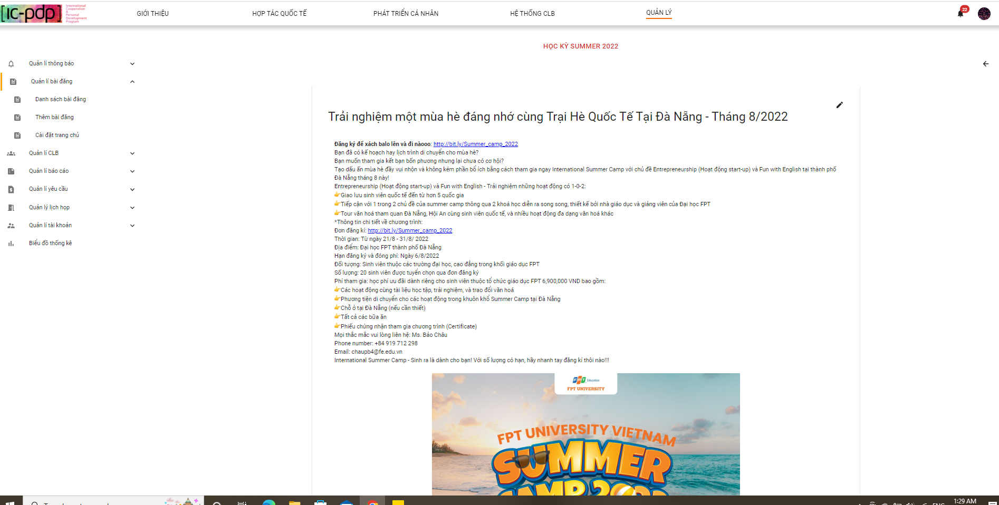 [ic-pdp]
International
Cooperation
&
Personal
Development
Program
GIỚI THIỆU
HỢP TÁC QUỐC TẾ
PHÁT TRIỂN CÁ NHÂN
HỆ THỐNG CLB
QUẢN LÝ
22
HỌC KỲ SUMMER 2022
Quản lí thông báo
Quản lí bài đăng
Danh sách bài đăng
Thêm bài đăng
Cài đặt trang chủ
Quản lí CLB
Quản lí báo cáo
Quản lí yêu cầu
Quản lý lịch họp
Quản lí tài khoản
Biểu đồ thống kê
Trải nghiệm một mùa hè đáng nhớ cùng Trại Hè Quốc Tế Tại Đà Nẵng - Tháng 8/2022
Đăng ký để xách balo lên và đi nàooo: http://bit.ly/Summer_camp_2022
Bạn đã có kế hoạch hay lịch trình di chuyển cho mùa hè?
Bạn muốn tham gia kết bạn bốn phương nhưng lại chưa có cơ hội?
Tạo dấu ấn mùa hè đầy vui nhộn và không kém phần bổ ích bằng cách tham gia ngay International Summer Camp với chủ đề Entrepreneurship (Hoạt động start-up) và Fun with English tại thành phố
Đà Nẵng tháng 8 này!
Entrepreneurship (Hoạt động start-up) và Fun with English - Trải nghiệm những hoạt động có 1-0-2:
👉Giao lưu sinh viên quốc tế đến từ hơn 5 quốc gia
👉Tiếp cận với 1 trong 2 chủ đề của summer camp thông qua 2 khoá học diễn ra song song, thiết kế bởi nhà giáo dục và giảng viên của Đại học FPT
👉Tour văn hoá tham quan Đà Nẵng, Hội An cùng sinh viên quốc tế, và nhiều hoạt động đa dạng văn hoá khác
*Thông tin chi tiết về chương trình:
Đơn đăng kí: http://bit.ly/Summer_camp_2022
Thời gian: Từ ngày 21/8 - 31/8/ 2022
Địa điểm: Đại học FPT thành phố Đà Nẵng
Hạn đăng ký và đóng phí: Ngày 6/8/2022
Đối tượng: Sinh viên thuộc các trường đại học, cao đẳng trong khối giáo dục FPT
Số lượng: 20 sinh viên được tuyển chọn qua đơn đăng ký
Phí tham gia: học phí ưu đãi dành riêng cho sinh viên thuộc tổ chức giáo dục FPT 6,900,000 VND bao gồm:
👉Các hoạt động cùng tài liệu học tập, trải nghiệm, và trao đổi văn hoá
👉Phương tiện di chuyển cho các hoạt động trong khuôn khổ Summer Camp tại Đà Nẵng
👉Chỗ ở tại Đà Nẵng (nếu cần thiết)
👉Tất cả các bữa ăn
👉Phiếu chứng nhận tham gia chương trình (Certificate)
Mọi thắc mắc vui lòng liên hệ: Ms. Bảo Châu
Phone number: +84 919 712 298
Email: chaupb4@fe.edu.vn
International Summer Camp - Sinh ra là dành cho bạn! Với số lượng có hạn, hãy nhanh tay đăng kí thôi nào!!!
FPT Education
FPT UNIVERSITY
FPT UNIVERSITY VIETNAM
SUMMER
CAMP 2022
ENG
1:29 AM